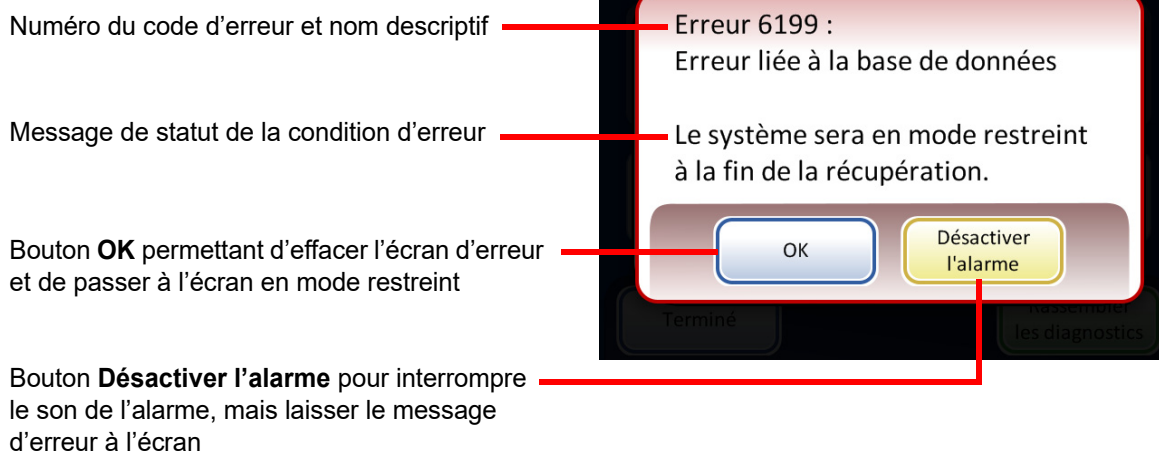 Numéro du code d’erreur et nom descriptif
Erreur 6199 :
Erreur liée à la base de données
Message de statut de la condition d’erreur
Le système sera en mode restreint
à la fin de la récupération.
Bouton OK permettant d’effacer l’écran d’erreur
et de passer à l’écran en mode restreint
OK
Désactiver
l'alarme
Terminé
Rassembler
les diagnostics
Bouton Désactiver l’alarme pour interrompre
le son de l’alarme, mais laisser le message
d’erreur à l’écran